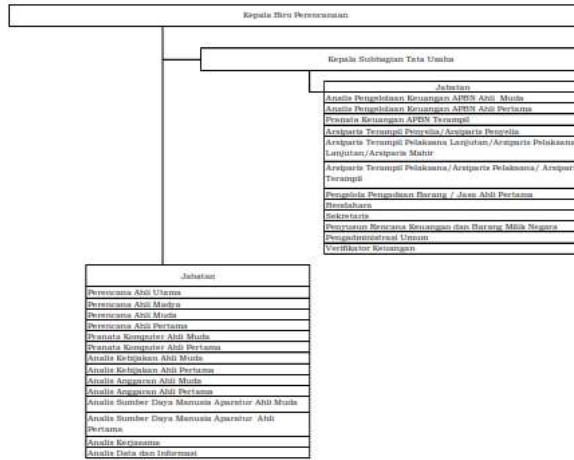 Kepala Biro Perencanaan
Kepala Subbagian Tata Usaha
Jabatan
Analis Pengelolaan Keuangan APBN Ahli Muda
Analis Pengelolaan Keuangan APBN Ahli Pertama
Pranata Keuangan APBN Terampil
Arsiparis Terampil Penyelia/Arsiparis Penyelia
Arsiparis Terampil Pelaksana Lanjutan/Arsiparis Pelaksana
Lanjutan/Arsiparis Mahir
Arsiparis Terampil Pelaksana/Arsiparis Pelaksana/ Arsipar
Terampil
Pengelola Pengadaan Barang / Jasa Ahli Pertama
Bendahara
Sekretaris
Penyusun Rencana Keuangan dan Barang Milik Negara
Pengadministrasi Umum
Verifikator Keuangan
Jabatan
Perencana Ahli Utama
Perencana Ahli Madya
Perencana Ahli Muda
Perencana Ahli Pertama
Pranata Komputer Ahli Muda
Pranata Komputer Ahli Pertama
Analis Kebijakan Ahli Muda
Analis Kebijakan Ahli Pertama
Analis Anggaran Ahli Muda
Analis Anggaran Ahli Pertama
Analis Sumber Daya Manusia Aparatur Ahli Muda
Analis Sumber Daya Manusia Aparatur Ahli
Pertama
Analis Kerjasama
Analis Data dan Informasi